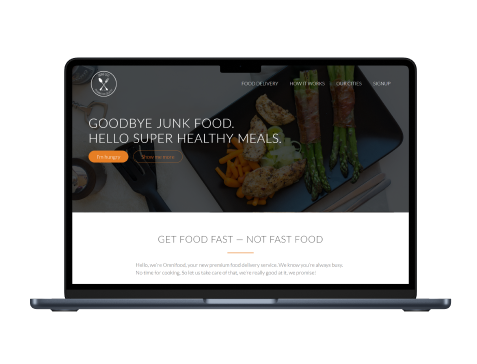 FOOD DELIVERY HOW IT WORKS OUR CITIES SIGN UP
GOODBYE JUNK FOOD.
HELLO SUPER HEALTHY MEALS.
I'm hungry Show me more
GET FOOD FAST — NOT FAST FOOD
Hello, we're Omnifood, your new premium food delivery service. We know you're always busy.
No time for cooking. So let us take care of that, we're really good at it, we promise!